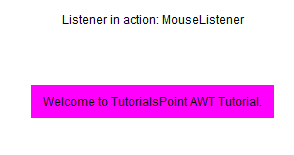 Listener in action: MouseListener
Welcome to TutorialsPoint AWT Tutorial.